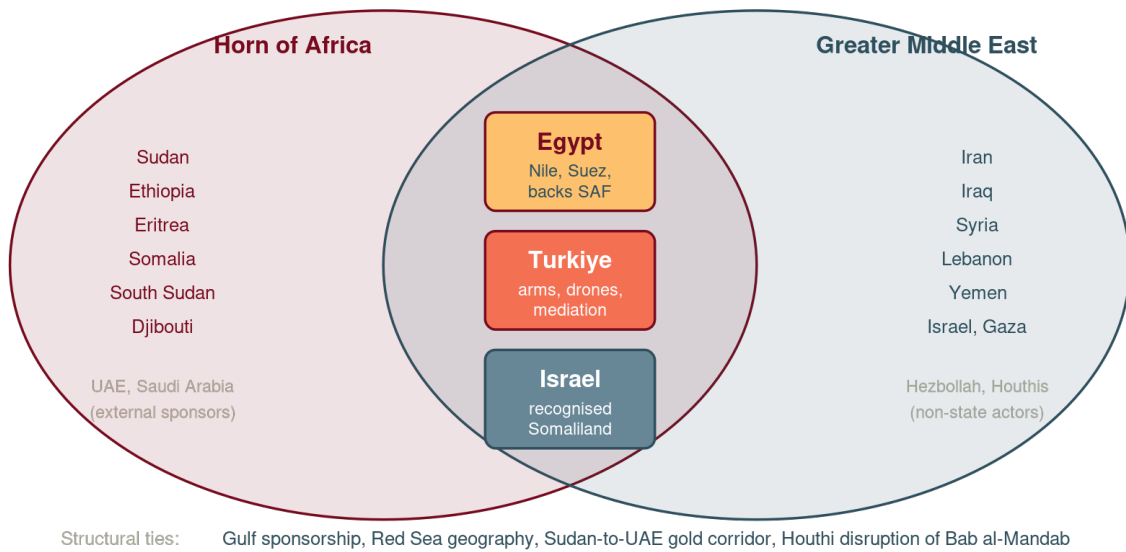 Horn of Africa
Greater Middle East
Sudan
Ethiopia
Eritrea
Somalia
South Sudan
Djibouti
UAE, Saudi Arabia
(external sponsors)
Egypt
Nile, Suez,
backs SAF
Turkiye
arms, drones,
mediation
Israel
recognised
Somaliland
Iran
Iraq
Syria
Lebanon
Yemen
Israel, Gaza
Hezbollah, Houthis
(non-state actors)
Structural ties: Gulf sponsorship, Red Sea geography, Sudan-to-UAE gold corridor, Houthi disruption of Bab al-Mandab